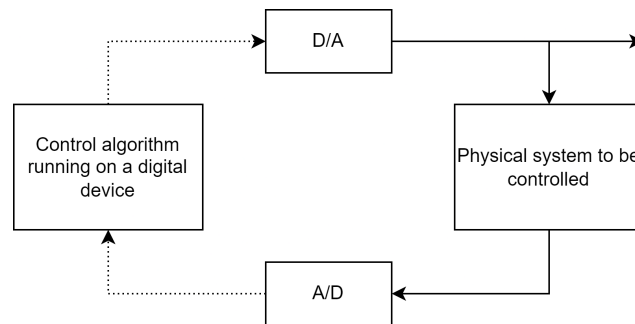 D/A
Control algorithm
running on a digital
device
Physical system to be
controlled
A/D